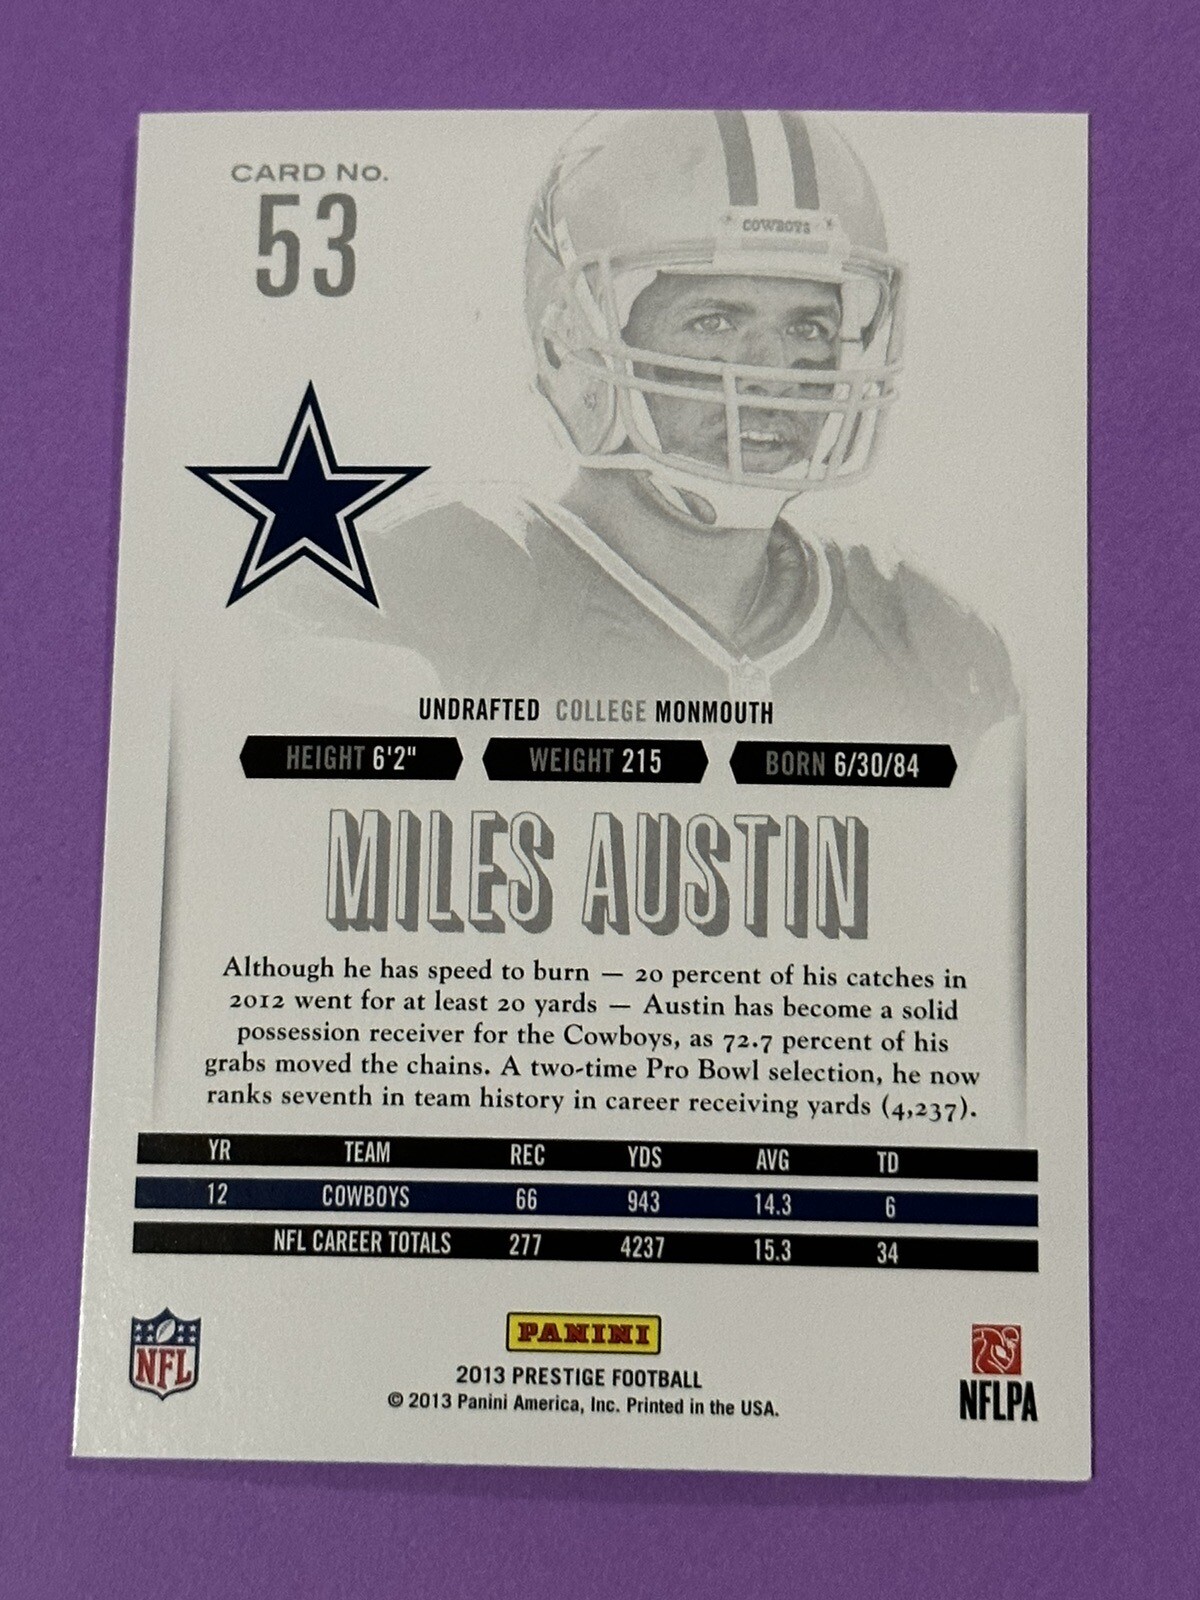 CARD No.
53
COWBOYS
UNDRAFTED COLLEGE MONMOUTH
HEIGHT 6'2" WEIGHT 215 BORN 6/30/84
MILES AUSTIN
Although he has speed to burn — 20 percent of his catches in
2012 went for at least 20 yards — Austin has become a solid
possession receiver for the Cowboys, as 72.7 percent of his
grabs moved the chains. A two-time Pro Bowl selection, he now
ranks seventh in team history in career receiving yards (4,237).
YR TEAM REC YDS AVG TD
12 COWBOYS 66 943 14.3 6
NFL CAREER TOTALS 277 4237 15.3 34
NFL
PANINI
2013 PRESTIGE FOOTBALL
© 2013 Panini America, Inc. Printed in the USA.
NFLPA